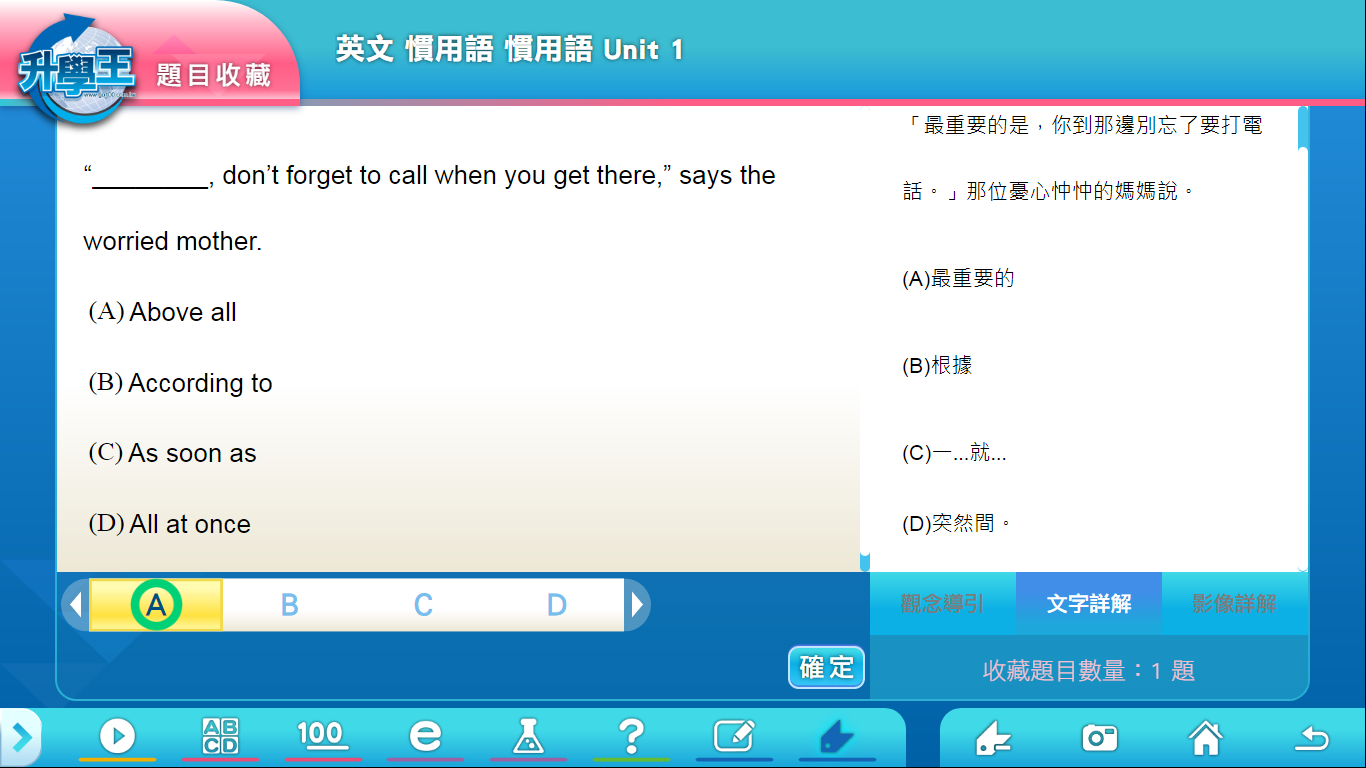 升學王
題目收藏
英文 慣用語 慣用語 Unit 1
“________, don’t forget to call when you get there,” says the
worried mother.
(A) Above all
(B) According to
(C) As soon as
(D) All at once
「最重要的是，你到那邊別忘了要打電
話。」那位憂心忡忡的媽媽說。
(A)最重要的
(B)根據
(C)一...就...
(D)突然間。
A B C D
確定
觀念導引 文字詳解 影像詳解
收藏題目數量：1 題
AB
CD
100
e
?